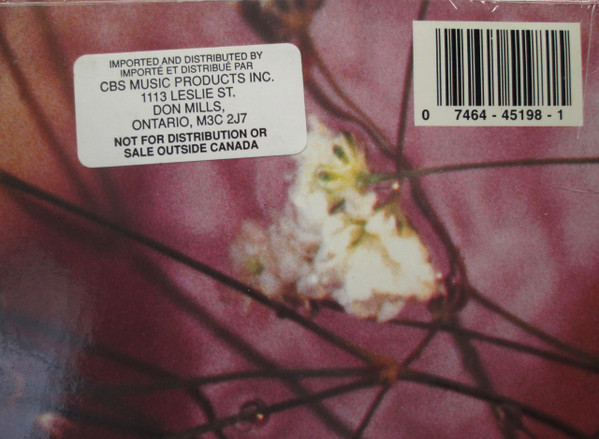 IMPORTED AND DISTRIBUTED BY
IMPORTÉ ET DISTRIBUÉ PAR
CBS MUSIC PRODUCTS INC.
1113 LESLIE ST.
DON MILLS,
ONTARIO, M3C 2J7
NOT FOR DISTRIBUTION OR
SALE OUTSIDE CANADA
0 7464-45198-1